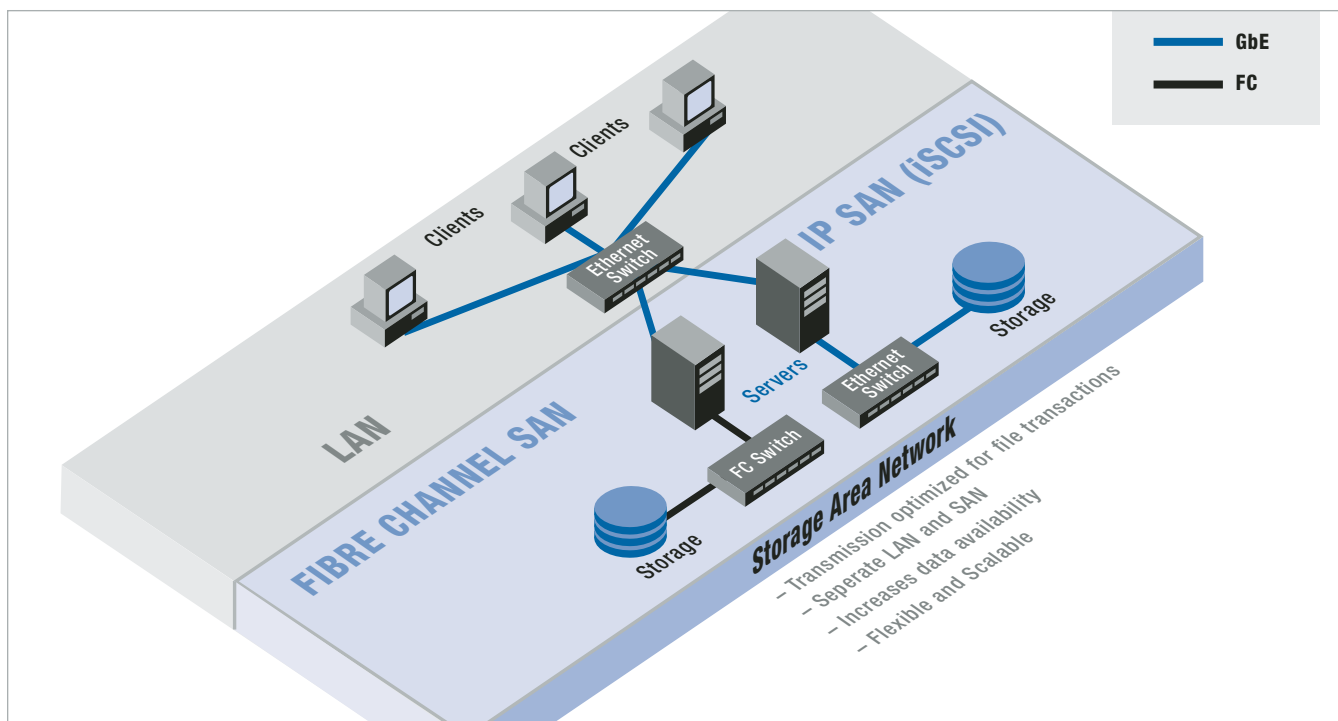 GbE
FC
Clients
Clients
Ethernet
Switch
IP SAN (iSCSI)
Storage
Servers
Ethernet
Switch
LAN
FIBRE CHANNEL SAN
FC Switch
Storage
Storage Area Network
– Transmission optimized for file transactions
– Seperate LAN and SAN
– Increases data availability
– Flexible and Scalable